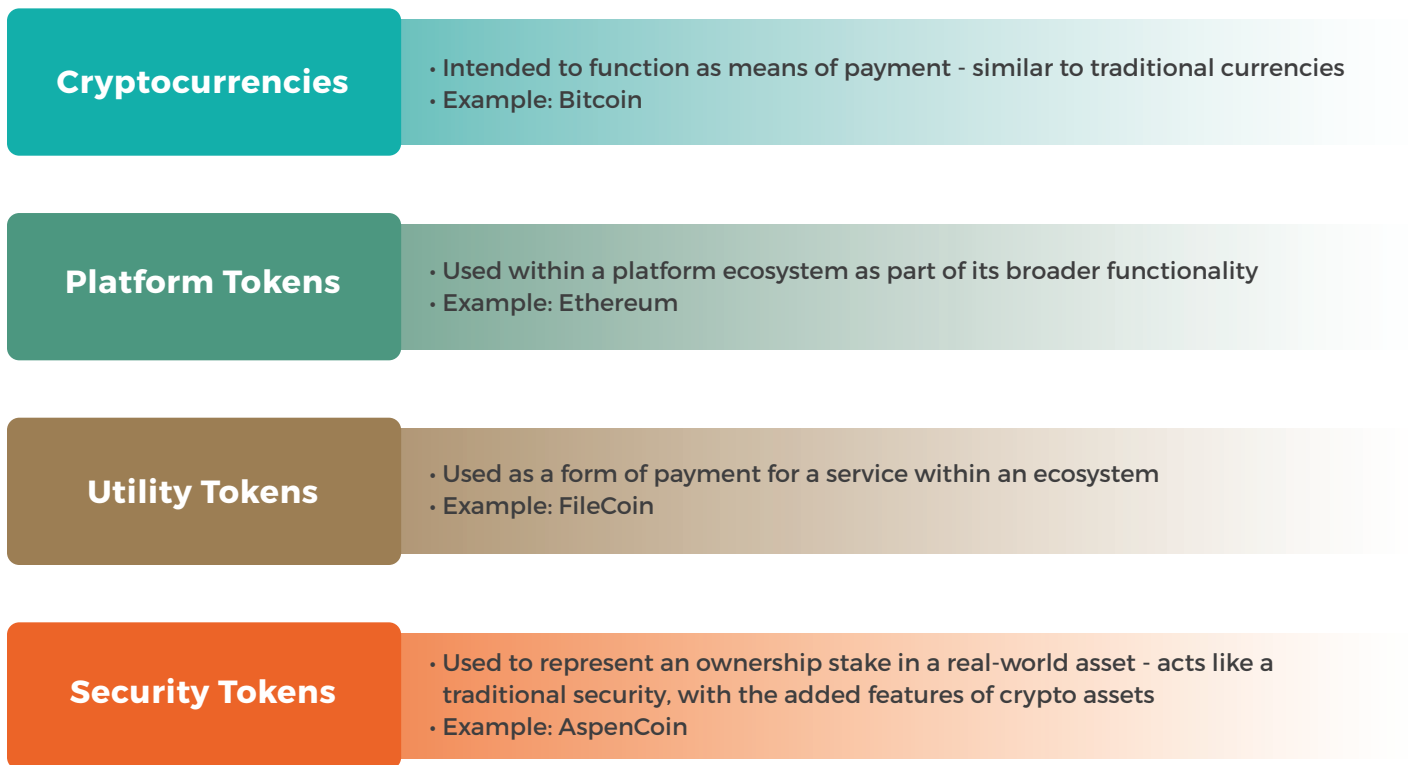 Cryptocurrencies
• Intended to function as means of payment - similar to traditional currencies
• Example: Bitcoin
Platform Tokens
• Used within a platform ecosystem as part of its broader functionality
• Example: Ethereum
Utility Tokens
• Used as a form of payment for a service within an ecosystem
• Example: FileCoin
Security Tokens
• Used to represent an ownership stake in a real-world asset - acts like a
traditional security, with the added features of crypto assets
• Example: AspenCoin